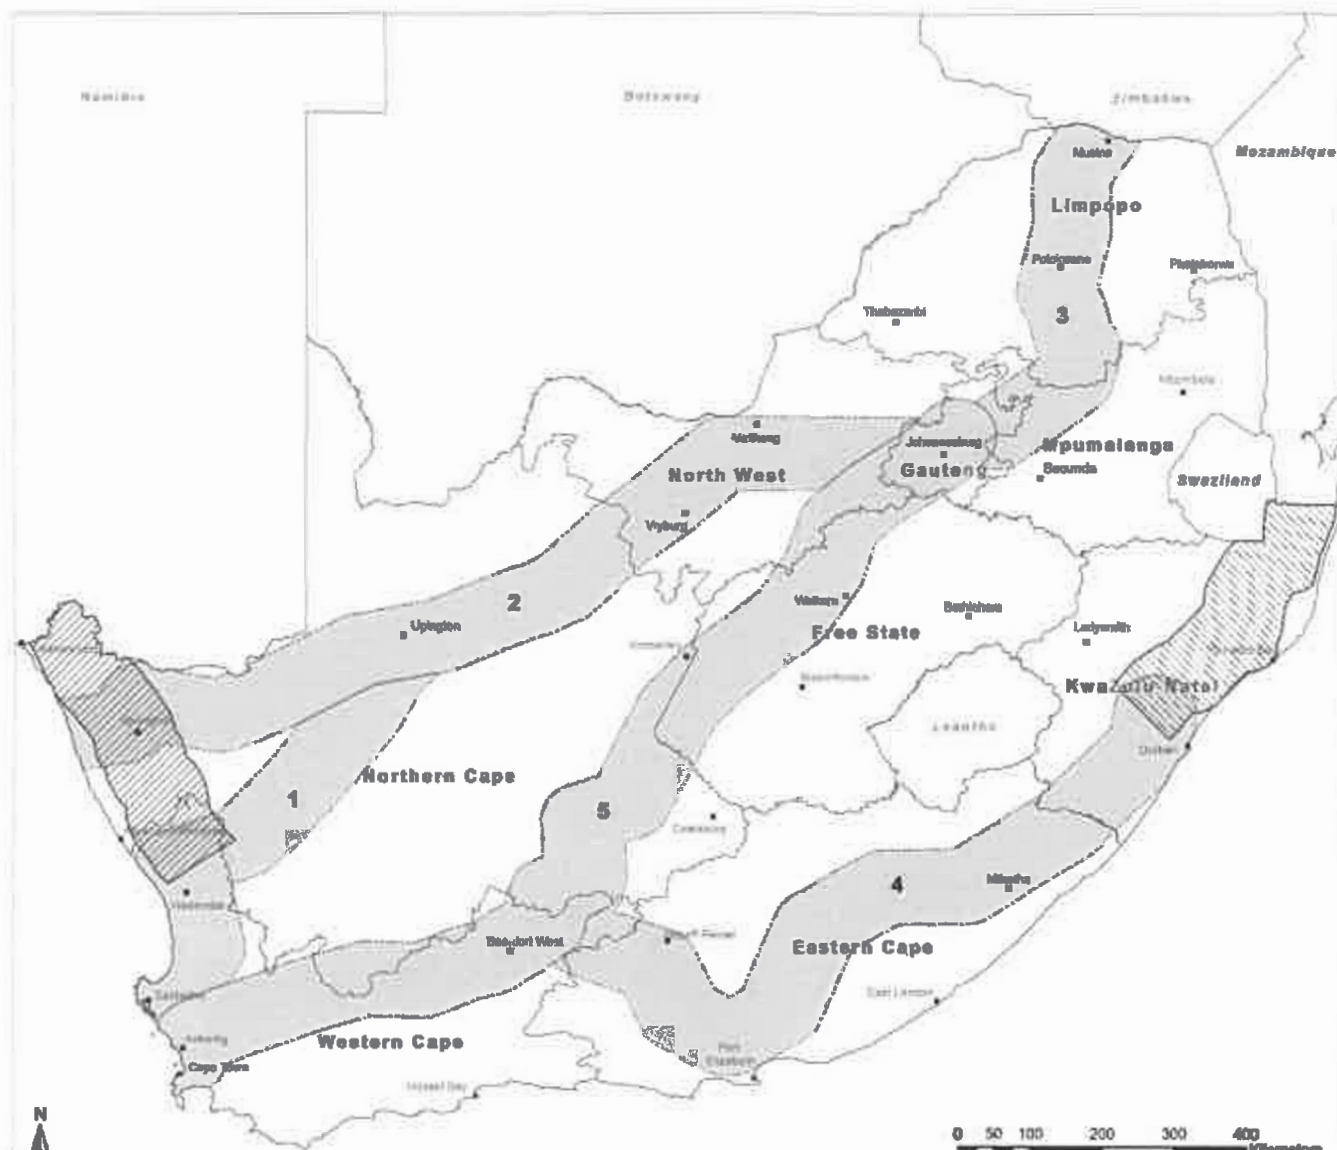 Namibia
Botswana
Zimbabwe
Mozambique
Musina
Limpopo
Phalaborwa
Thabazimbi
3
Mafikeng
Johannesburg
Mpumalanga
North West
Gauteng
Secunda
Swaziland
Vryburg
2
Upington
Welkom
Bethlehem
Free State
Ladysmith
KwaZulu-Natal
Lesotho
Durban
Northern Cape
1
5
4
Mthatha
Beaufort West
Eastern Cape
East London
Western Cape
Port
Elizabeth
Cape Town
Mossel Bay
N
0 50 100 200 300 400
Kilometers